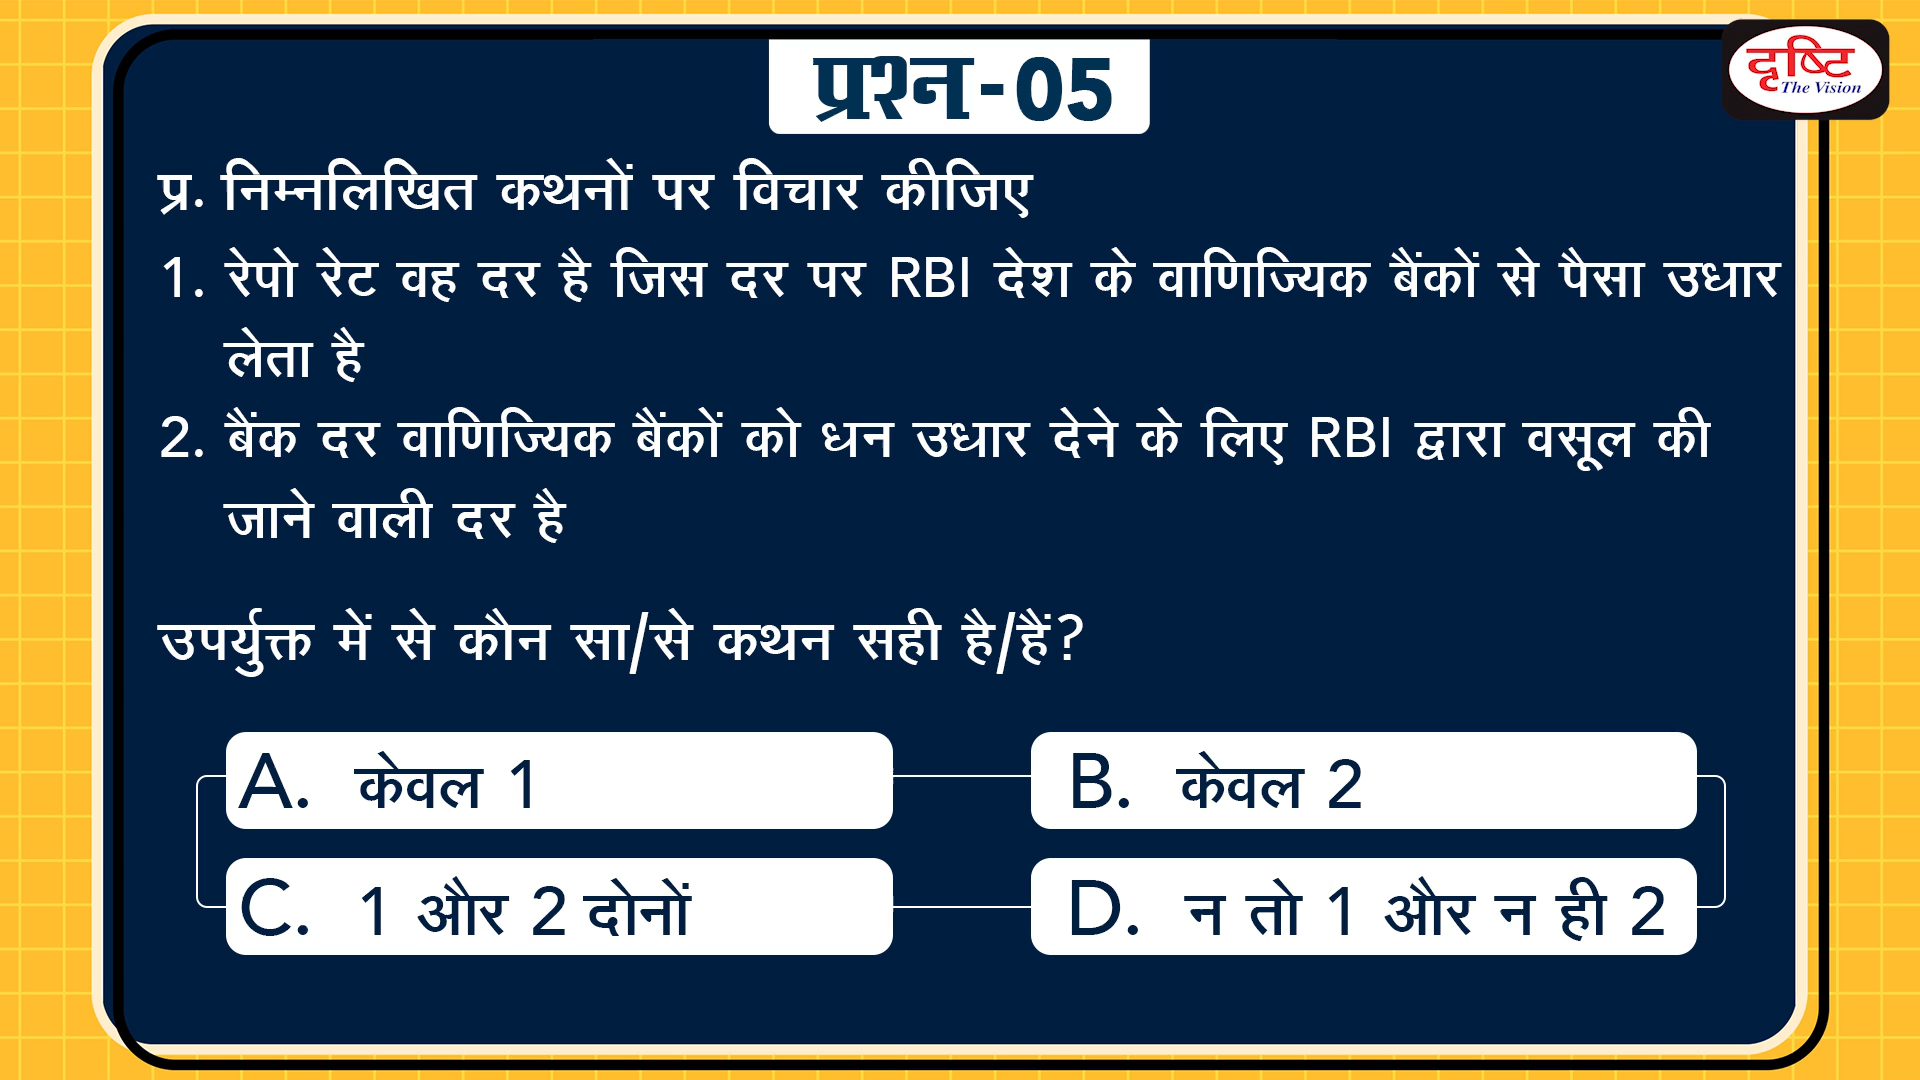 प्रश्न-05
दृष्टि
The Vision
प्र. निम्नलिखित कथनों पर विचार कीजिए
1. रेपो रेट वह दर है जिस दर पर RBI देश के वाणिज्यिक बैंकों से पैसा उधार
लेता है
2. बैंक दर वाणिज्यिक बैंकों को धन उधार देने के लिए RBI द्वारा वसूल की
जाने वाली दर है
उपर्युक्त में से कौन सा/से कथन सही है/हैं?
A. केवल 1
B. केवल 2
C. 1 और 2 दोनों
D. न तो 1 और न ही 2